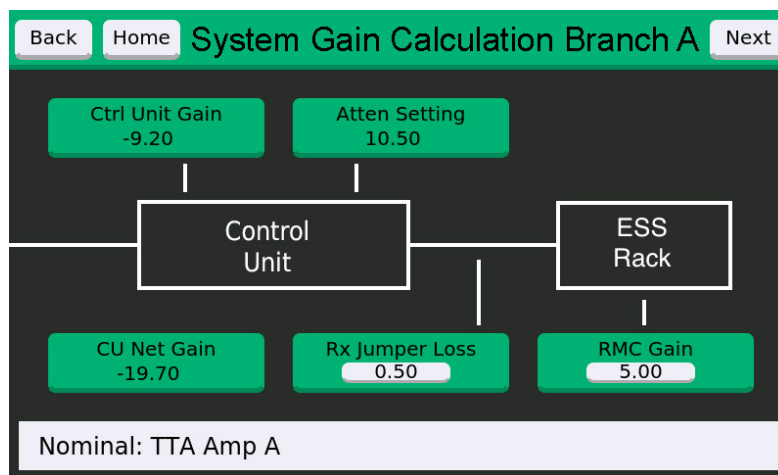 Back Home System Gain Calculation Branch A Next
Ctrl Unit Gain
-9.20
Atten Setting
10.50
Control
Unit
ESS
Rack
CU Net Gain
-19.70
Rx Jumper Loss
0.50
RMC Gain
5.00
Nominal: TTA Amp A